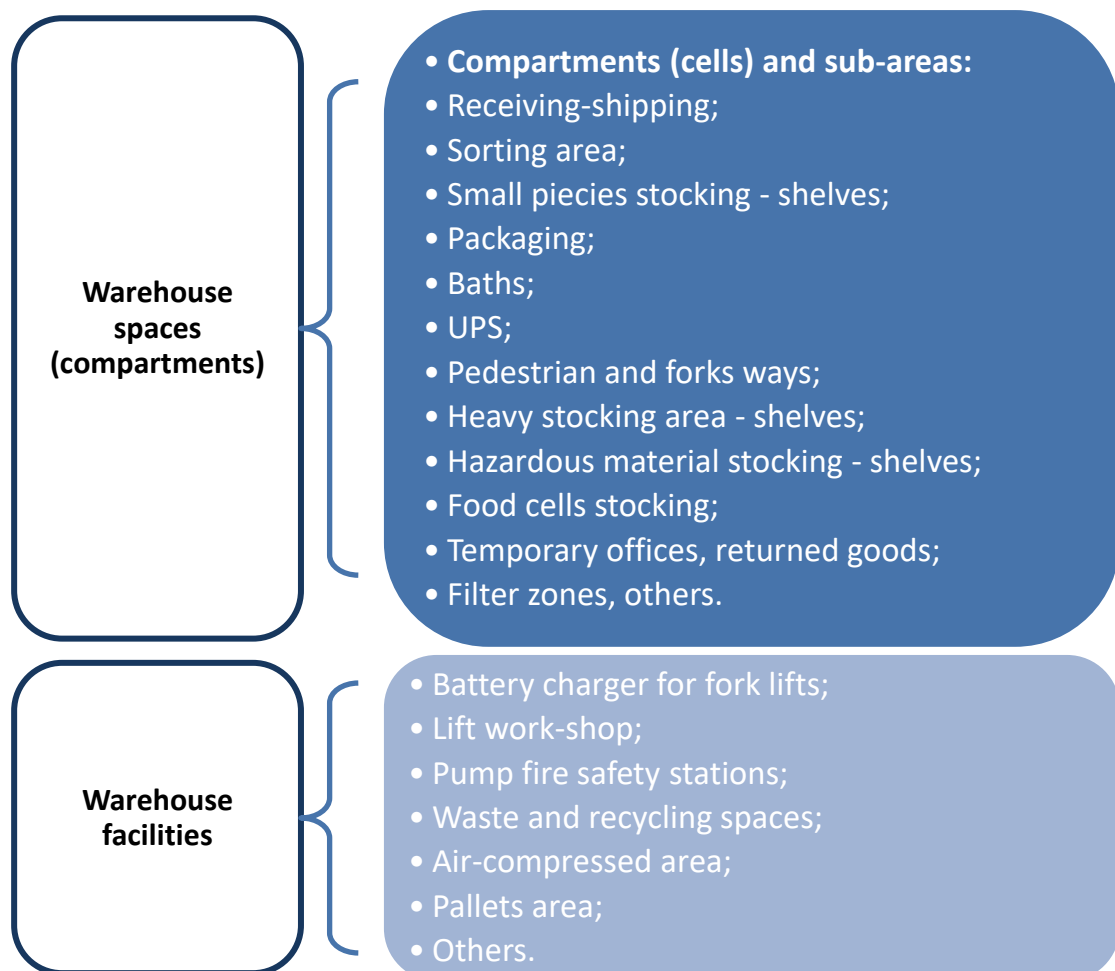 Warehouse
spaces
(compartments)
• Compartments (cells) and sub-areas:
• Receiving-shipping;
• Sorting area;
• Small piecies stocking - shelves;
• Packaging;
• Baths;
• UPS;
• Pedestrian and forks ways;
• Heavy stocking area - shelves;
• Hazardous material stocking - shelves;
• Food cells stocking;
• Temporary offices, returned goods;
• Filter zones, others.
Warehouse
facilities
• Battery charger for fork lifts;
• Lift work-shop;
• Pump fire safety stations;
• Waste and recycling spaces;
• Air-compressed area;
• Pallets area;
• Others.